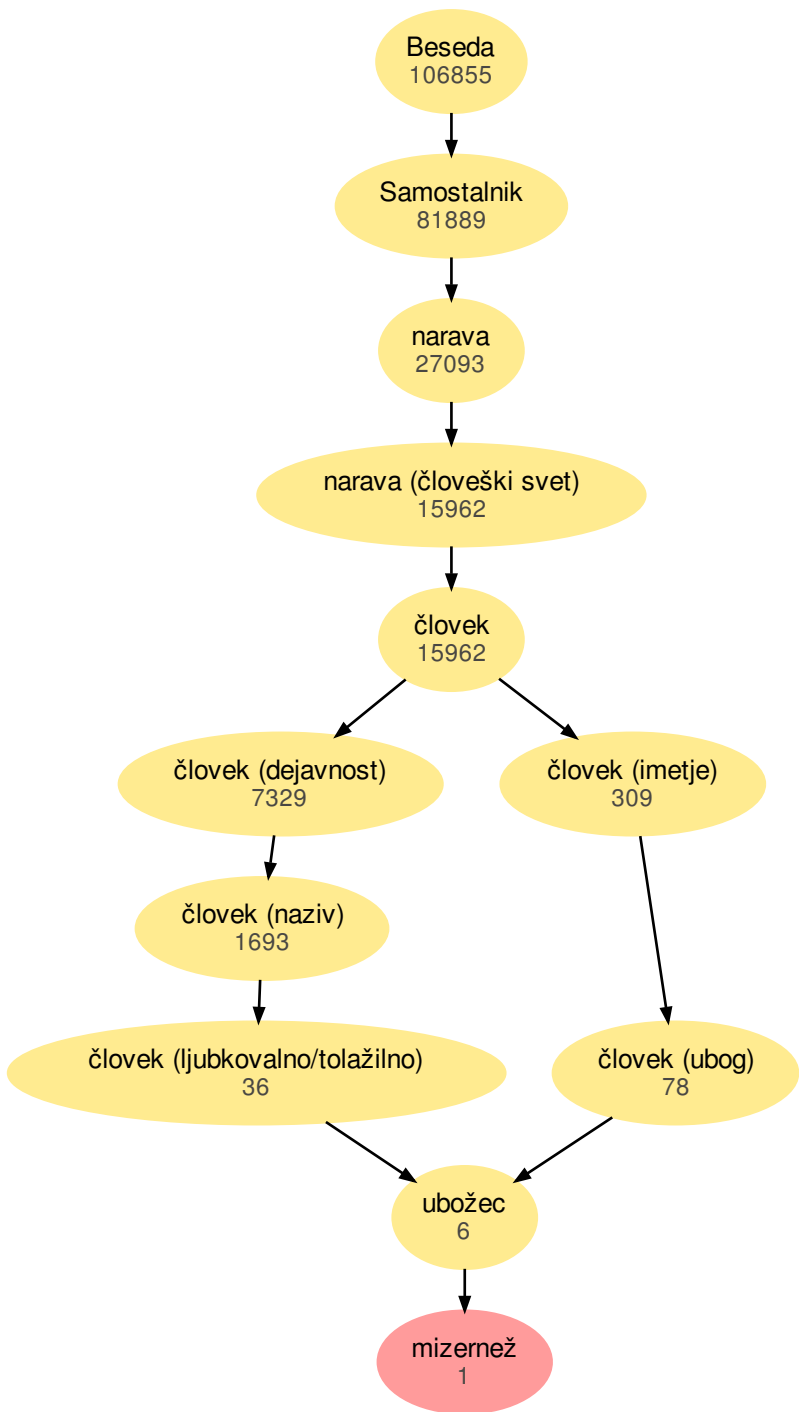 Beseda
106855
Samostalnik
81889
narava
27093
narava (človeški svet)
15962
človek
15962
človek (dejavnost)
7329
človek (imetje)
309
človek (naziv)
1693
človek (ljubkovalno/tolažilno)
36
človek (ubog)
78
ubožec
6
mizernež
1